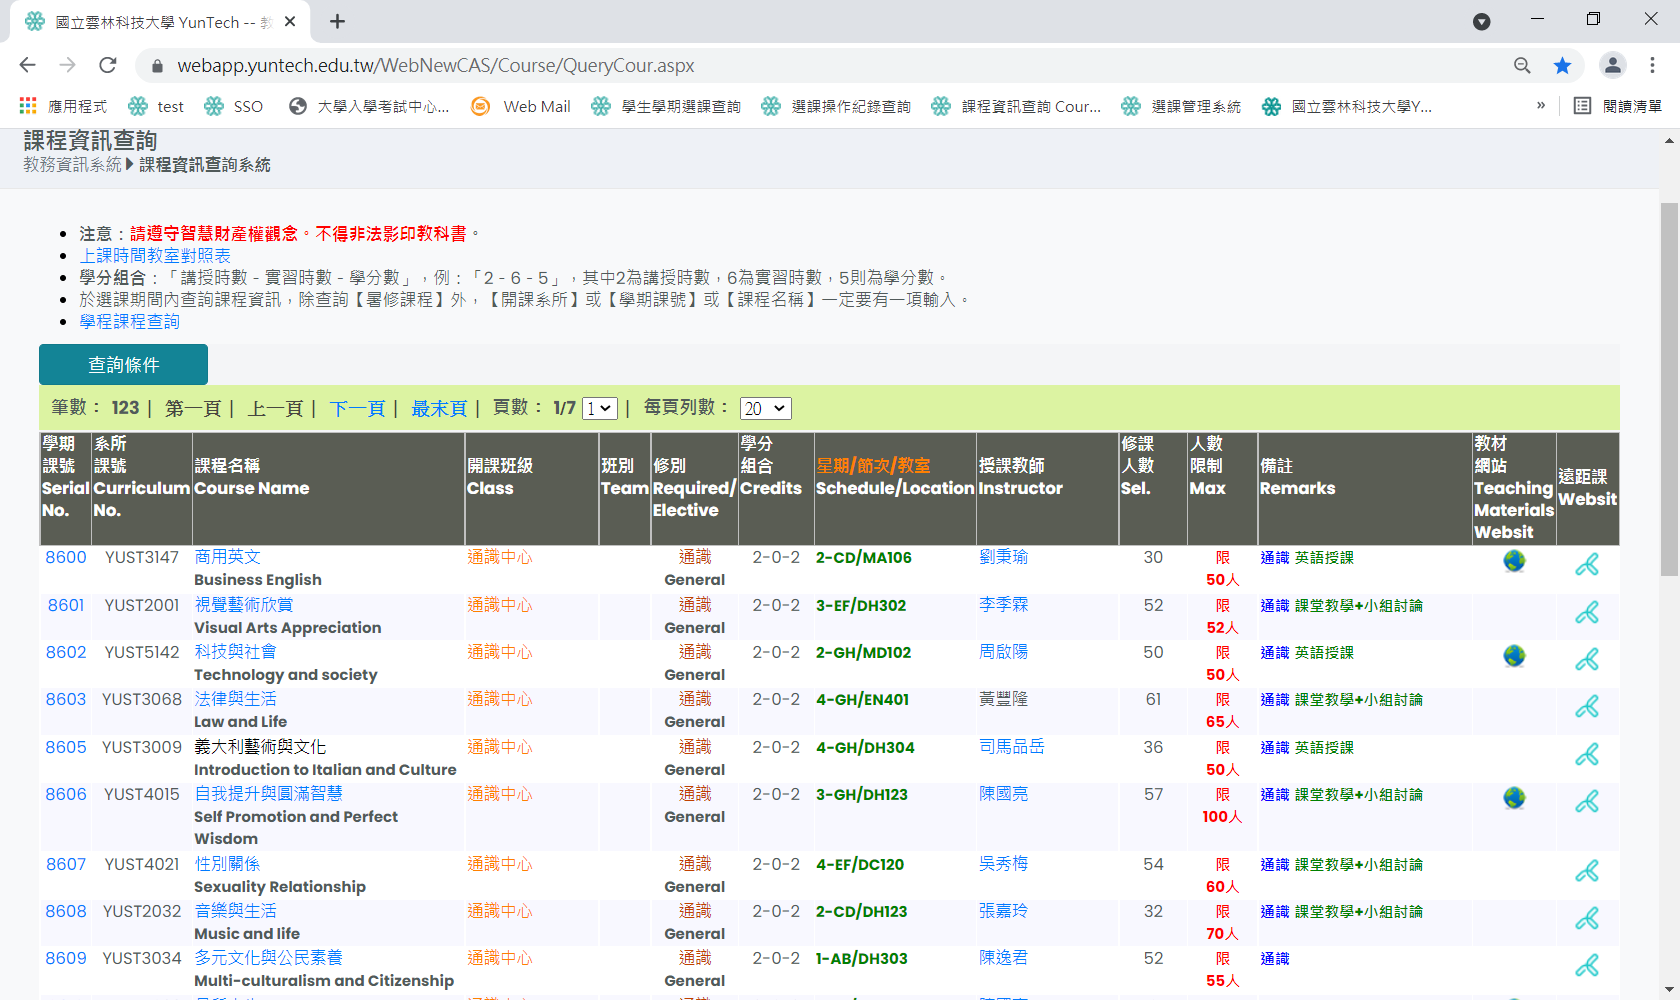 國立雲林科技大學 YunTech -- 教
webapp.yuntech.edu.tw/WebNewCAS/Course/QueryCour.aspx
應用程式 test SSO 大學入學考試中心... Web Mail 學生學期選課查詢 選課操作紀錄查詢 課程資訊查詢 Cour... 選課管理系統 國立雲林科技大學Y... » 閱讀清單
課程資訊查詢
教務資訊系統 課程資訊查詢系統
注意：請遵守智慧財產權觀念。不得非法影印教科書。
上課時間教室對照表
學分組合：「講授時數 - 實習時數 - 學分數」，例：「2 - 6 - 5」，其中2為講授時數，6為實習時數，5則為學分數。
於選課期間內查詢課程資訊，除查詢【暑修課程】外，【開課系所】或【學期課號】或【課程名稱】一定要有一項輸入。
學程課程查詢
查詢條件
筆數： 123 | 第一頁 | 上一頁 | 下一頁 | 最末頁 | 頁數： 1/7 1 | 每頁列數： 20
學期 系所 學分 修課 人數 教材
課號 課號 課程名稱 開課班級 班別 修別 組合 星期/節次/教室 授課教師 人數 限制 備註 網站 遠距課
Serial Curriculum Course Name Class Team Required/ Credits Schedule/Location Instructor Sel. Max Remarks Teaching Websit
No. No. Elective Materials
Websit
8600 YUST3147 商用英文 通識中心 通識 2-0-2 2-CD/MA106 劉秉瑜 30 限 通識 英語授課
Business English General 50人
8601 YUST2001 視覺藝術欣賞 通識中心 通識 2-0-2 3-EF/DH302 李季霖 52 限 通識 課堂教學+小組討論
Visual Arts Appreciation General 52人
8602 YUST5142 科技與社會 通識中心 通識 2-0-2 2-GH/MD102 周啟陽 50 限 通識 英語授課
Technology and society General 50人
8603 YUST3068 法律與生活 通識中心 通識 2-0-2 4-GH/EN401 黃豐隆 61 限 通識 課堂教學+小組討論
Law and Life General 65人
8605 YUST3009 義大利藝術與文化 通識中心 通識 2-0-2 4-GH/DH304 司馬品岳 36 限 通識 英語授課
Introduction to Italian and Culture General 50人
8606 YUST4015 自我提升與圓滿智慧 通識中心 通識 2-0-2 3-GH/DH123 陳國亮 57 限 通識 課堂教學+小組討論
Self Promotion and Perfect General 100人
Wisdom
8607 YUST4021 性別關係 通識中心 通識 2-0-2 4-EF/DC120 吳秀梅 54 限 通識 課堂教學+小組討論
Sexuality Relationship General 60人
8608 YUST2032 音樂與生活 通識中心 通識 2-0-2 2-CD/DH123 張嘉玲 32 限 通識 課堂教學+小組討論
Music and life General 70人
8609 YUST3034 多元文化與公民素養 通識中心 通識 2-0-2 1-AB/DH303 陳逸君 52 限 通識
Multi-culturalism and Citizenship General 55人